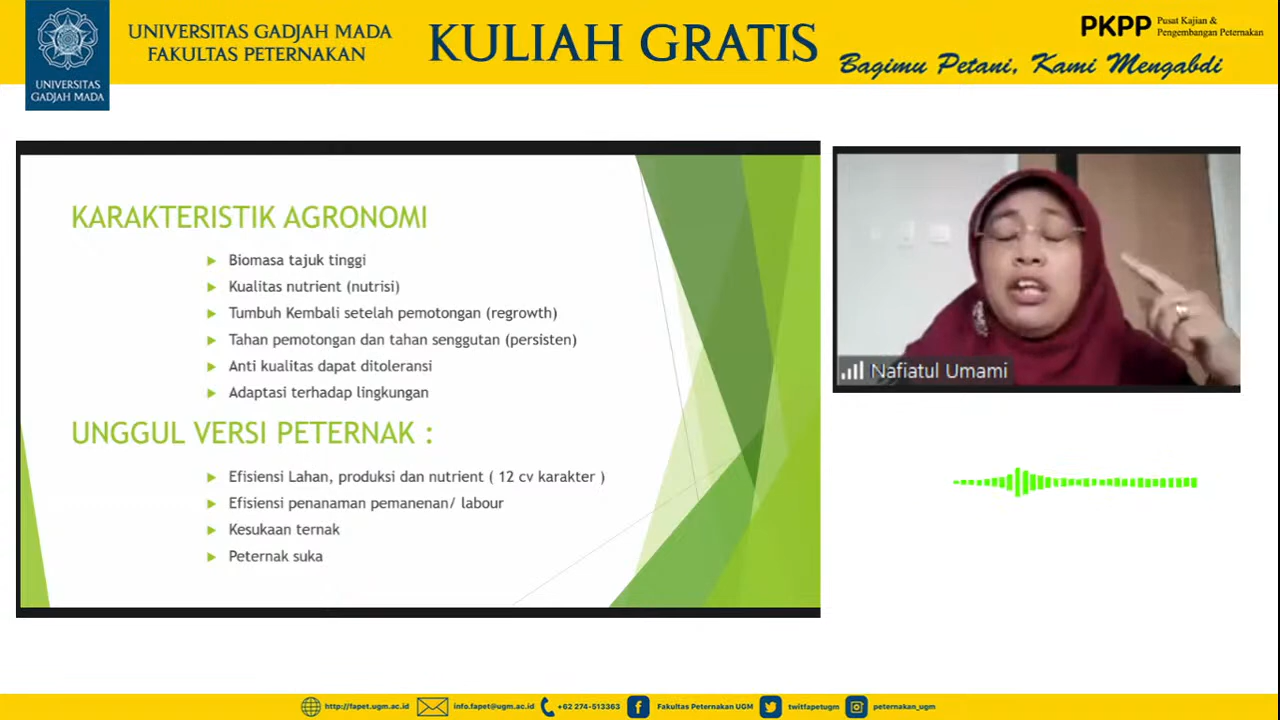 UNIVERSITAS GADJAH MADA
FAKULTAS PETERNAKAN
UNIVERSITAS
GADJAH MADA
KULIAH GRATIS
PKPP
Pusat Kajian &
Pengembangan Peternakan
Bagimu Petani, Kami Mengabdi
KARAKTERISTIK AGRONOMI
Biomasa tajuk tinggi
Kualitas nutrient (nutrisi)
Tumbuh Kembali setelah pemotongan (regrowth)
Tahan pemotongan dan tahan senggutan (persisten)
Anti kualitas dapat ditoleransi
Adaptasi terhadap lingkungan
UNGGUL VERSI PETERNAK :
Efisiensi Lahan, produksi dan nutrient ( 12 cv karakter )
Efisiensi penanaman pemanenan/ labour
Kesukaan ternak
Peternak suka
Nafiatul Umami
http://fapet.ugm.ac.id
info.fapet@ugm.ac.id
+62 274-513363
Fakultas Peternakan UGM
twitfapetugm
peternakan_ugm